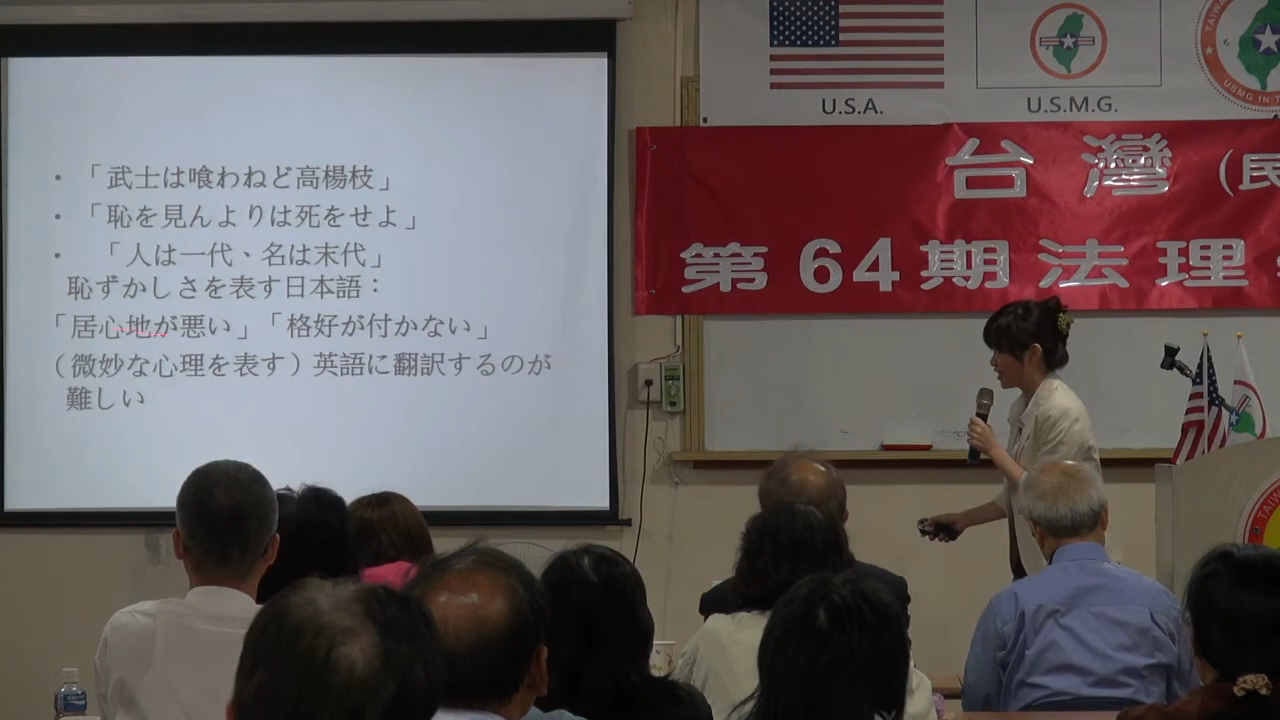 ・「武士は喰わねど高楊枝」
・「恥を見んよりは死をせよ」
・「人は一代、名は末代」
恥ずかしさを表す日本語：
「居心地が悪い」「格好が付かない」
（微妙な心理を表す）英語に翻訳するのが
難しい
U.S.A.
U.S.M.G.
USMG IN T
台灣（民
第64期法理